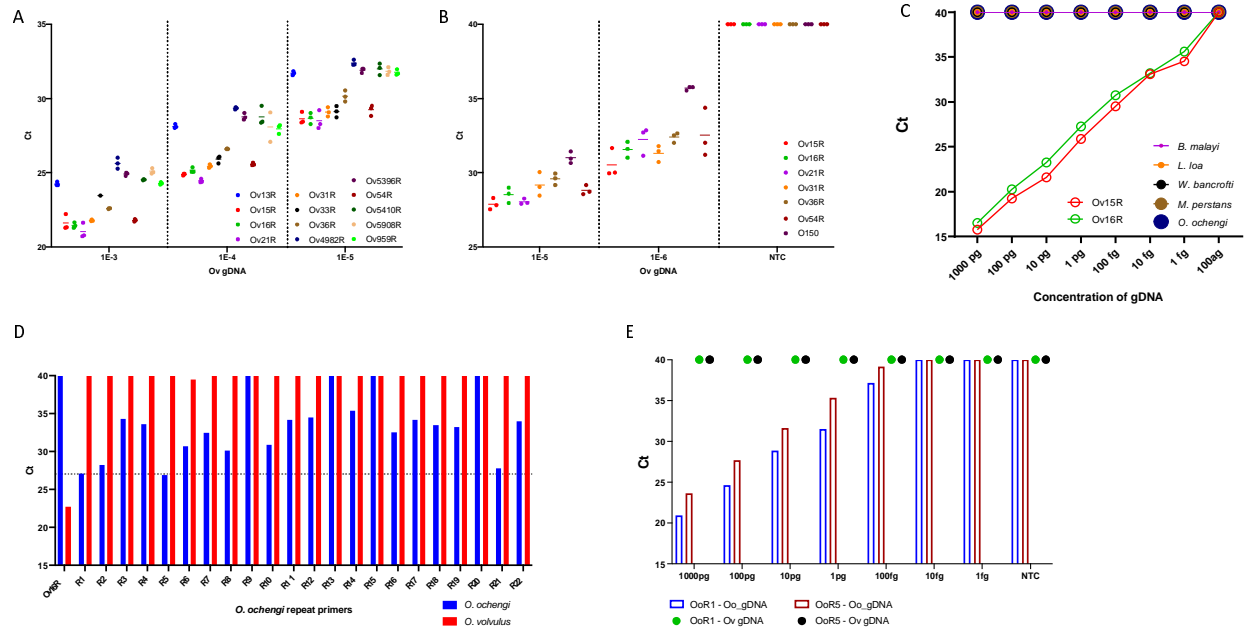 A
35
30
25
20
Ct
1E-3
1E-4
1E-5
Ov gDNA
Ov13R
Ov15R
Ov16R
Ov21R
Ov31R
Ov33R
Ov36R
Ov4982R
Ov5396R
Ov54R
Ov5410R
Ov5908R
Ov959R
B
40
35
30
25
20
Ct
1E-5
1E-6
NTC
Ov gDNA
Ov15R
Ov16R
Ov21R
Ov31R
Ov36R
Ov54R
O150
C
40
35
30
25
20
15
Ct
1000 pg
100 pg
10 pg
1 pg
100 fg
10 fg
1 fg
100ag
Concentration of gDNA
Ov15R
Ov16R
B. malayi
L. loa
W. bancrofti
M. perstans
O. ochengi
D
40
35
30
25
20
15
Ct
Ov16R
R1
R2
R3
R4
R5
R6
R7
R8
R9
R10
R1 1
R12
R13
R14
R15
R16
R17
R18
R19
R20
R21
R22
O. ochengi repeat primers
O. ochengi
O. volvulus
E
40
35
30
25
20
15
Ct
1000pg
100pg
10pg
1pg
100fg
10fg
1fg
NTC
OoR1 - Oo_gDNA
OoR5 - Oo_gDNA
OoR1 - Ov gDNA
OoR5 - Ov gDNA